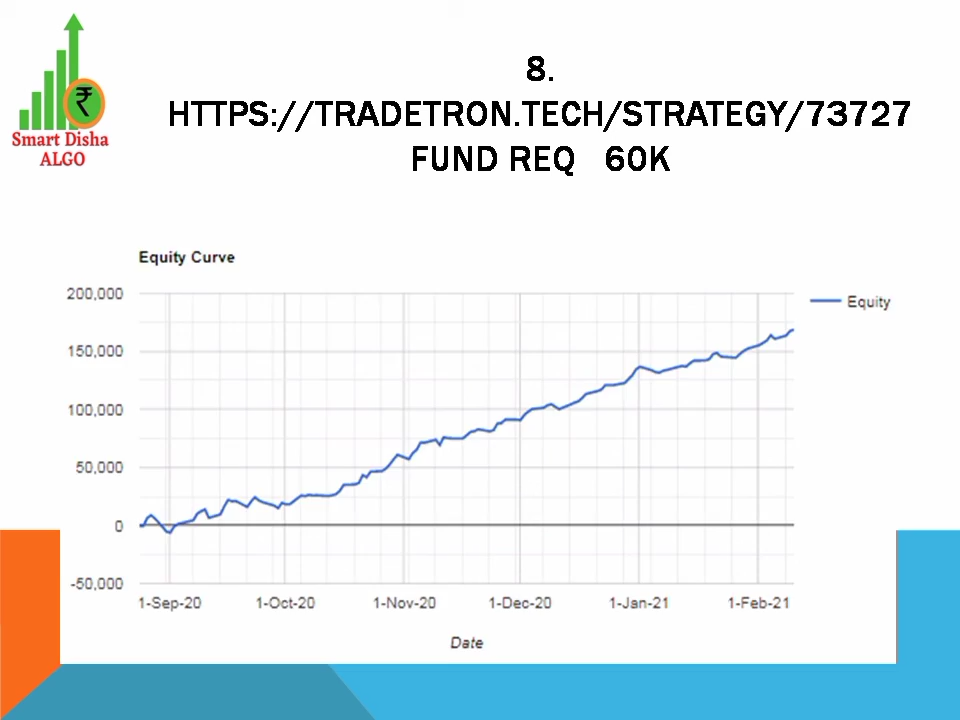 8.
HTTPS://TRADETRON.TECH/STRATEGY/73727
FUND REQ 60K
₹
Smart Disha
ALGO
Equity Curve
200,000
150,000
100,000
50,000
0
-50,000
Equity
1-Sep-20 1-Oct-20 1-Nov-20 1-Dec-20 1-Jan-21 1-Feb-21
Date